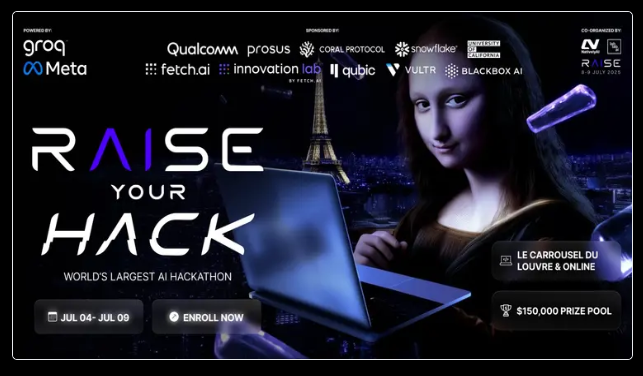 POWERED BY:
groq
Meta
SPONSORED BY:
Qualcomm prosus CORAL PROTOCOL snowflake UNIVERSITY OF CALIFORNIA
fetch.ai innovation lab BY FETCH.AI qubic VULTR BLACKBOX AI
CO-ORGANIZED BY:
RAISE
8-9 JULY 2025
RAISE
YOUR
HACK
WORLD'S LARGEST AI HACKATHON
JUL 04- JUL 09
ENROLL NOW
LE CARROUSEL DU
LOUVRE & ONLINE
$150,000 PRIZE POOL